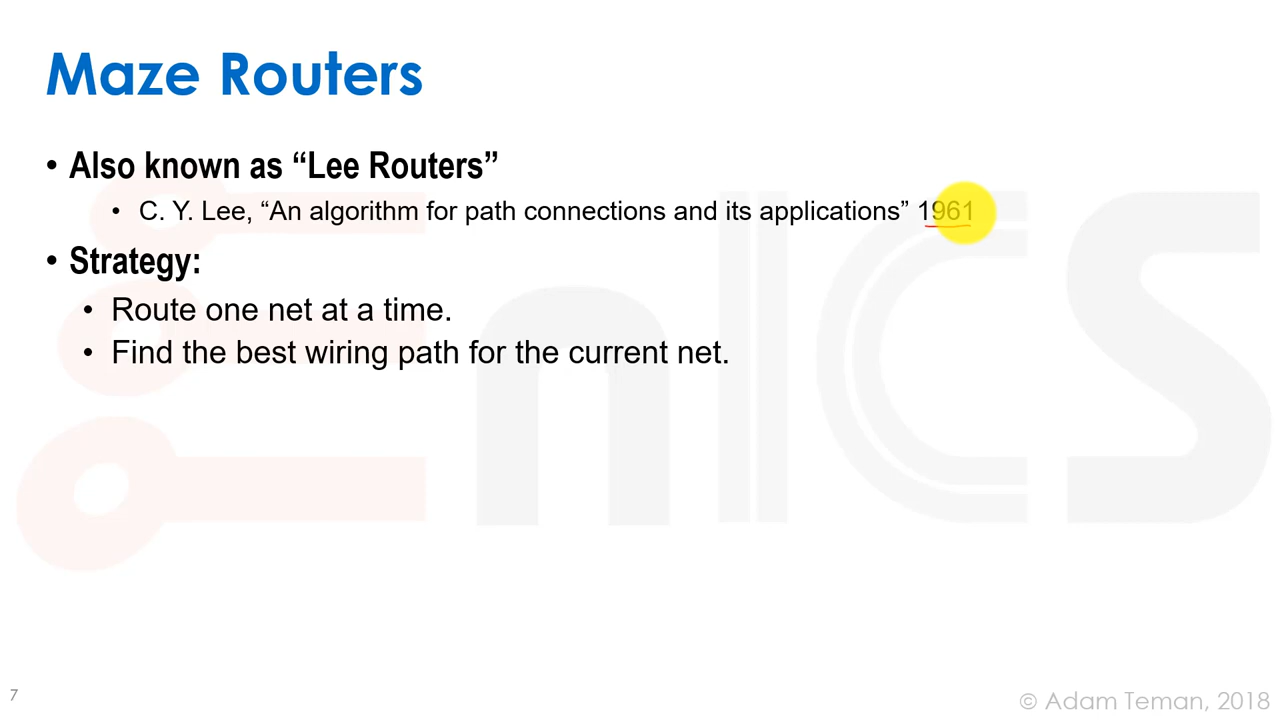 Maze Routers
• Also known as “Lee Routers”
• C. Y. Lee, “An algorithm for path connections and its applications” 1961
• Strategy:
• Route one net at a time.
• Find the best wiring path for the current net.
nICS
7
© Adam Teman, 2018